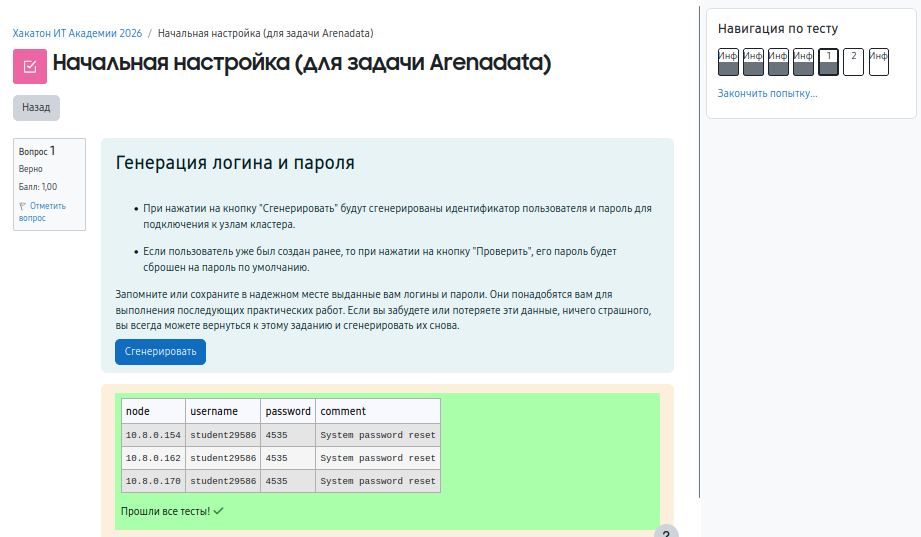 Хакатон ИТ Академии 2026 / Начальная настройка (для задачи Arenadata)
Начальная настройка (для задачи Arenadata)
Назад
Вопрос 1
Верно
Балл: 1,00
Отметить
вопрос
Генерация логина и пароля
• При нажатии на кнопку "Сгенерировать" будут сгенерированы идентификатор пользователя и пароль для
подключения к узлам кластера.
• Если пользователь уже был создан ранее, то при нажатии на кнопку "Проверить", его пароль будет
сброшен на пароль по умолчанию.
Запомните или сохраните в надежном месте выданные вам логины и пароли. Они понадобятся вам для
выполнения последующих практических работ. Если вы забудете или потеряете эти данные, ничего страшного,
вы всегда можете вернуться к этому заданию и сгенерировать их снова.
Сгенерировать
node username password comment
10.8.0.154 student29586 4535 System password reset
10.8.0.162 student29586 4535 System password reset
10.8.0.170 student29586 4535 System password reset
Прошли все тесты!
?
Навигация по тесту
Инф Инф Инф Инф 1 2 Инф
Закончить попытку...